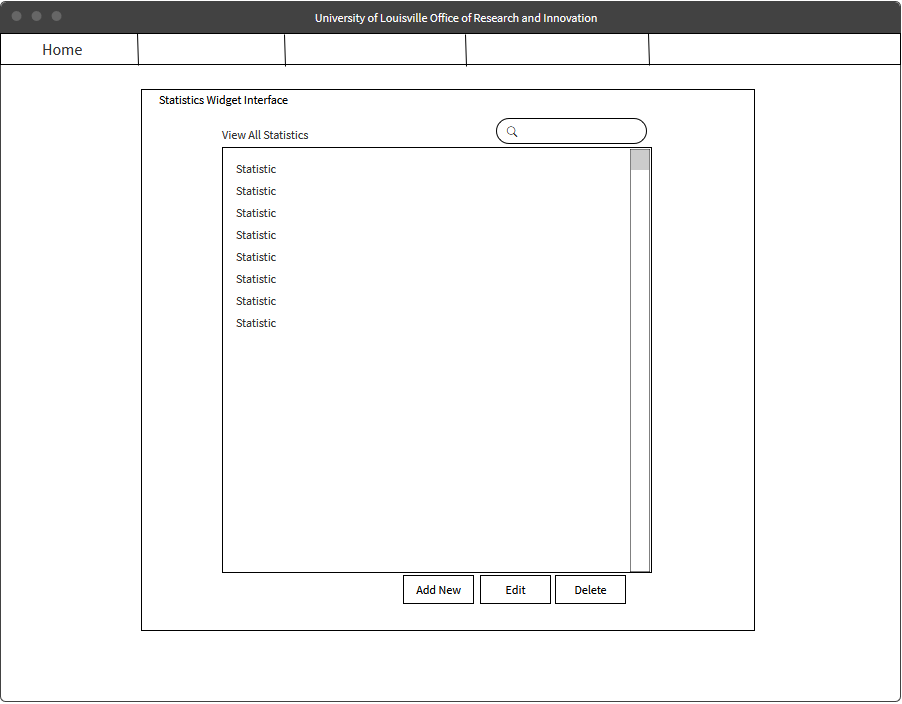 University of Louisville Office of Research and Innovation
Home
Statistics Widget Interface
View All Statistics
Statistic
Statistic
Statistic
Statistic
Statistic
Statistic
Statistic
Statistic
Add New Edit Delete